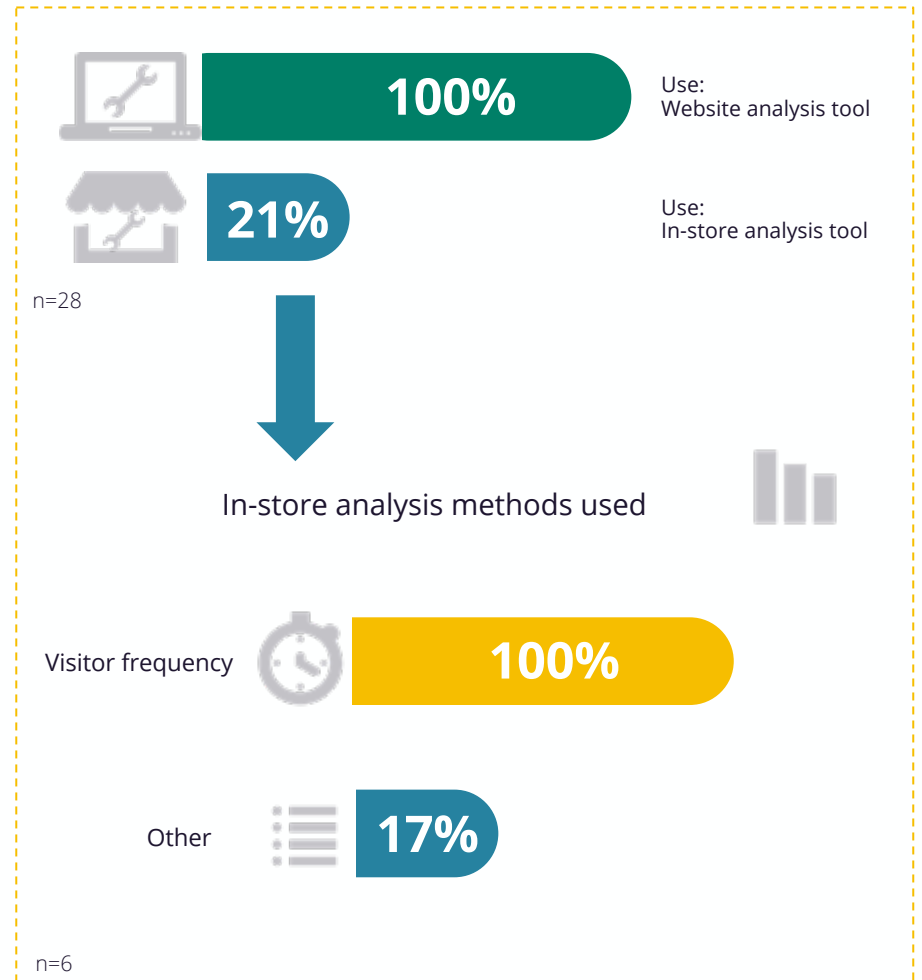 100%
Use:
Website analysis tool
21%
Use:
In-store analysis tool
n=28
In-store analysis methods used
Visitor frequency
100%
Other
17%
n=6